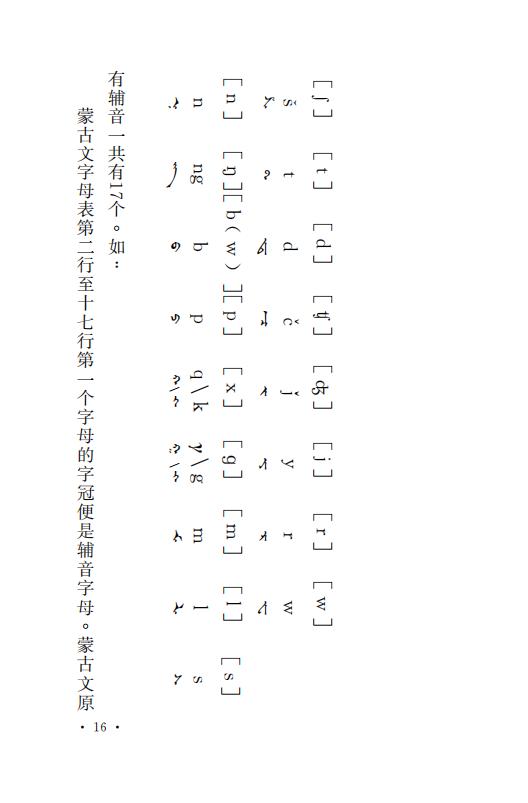 蒙古文字母表第二行至十七行第一个字母的字冠便是辅音字母。蒙古文原
有辅音一共有17个。如：
ᠨ ᠩ ᠪ ᠫ ᠬ\ᠬ ᠭ\ᠭ ᠮ ᠯ ᠰ
n ng b p q\k γ\g m l s
[n] [ŋ][b(w)][p] [x] [g] [m] [l] [s]
ᠱ ᠲ ᠳ ᠴ ᠵ ᠶ ᠷ ᠸ
š t d č ǰ y r w
[ʃ] [t] [d] [ʧ] [ʤ] [j] [r] [w]
· 16 ·